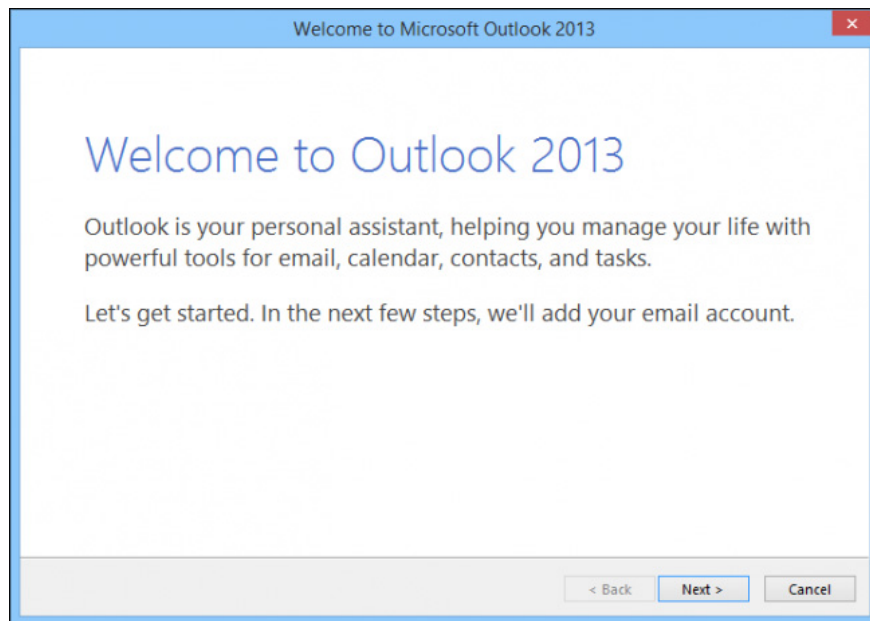 Welcome to Microsoft Outlook 2013
Welcome to Outlook 2013
Outlook is your personal assistant, helping you manage your life with
powerful tools for email, calendar, contacts, and tasks.
Let's get started. In the next few steps, we'll add your email account.
< Back Next > Cancel